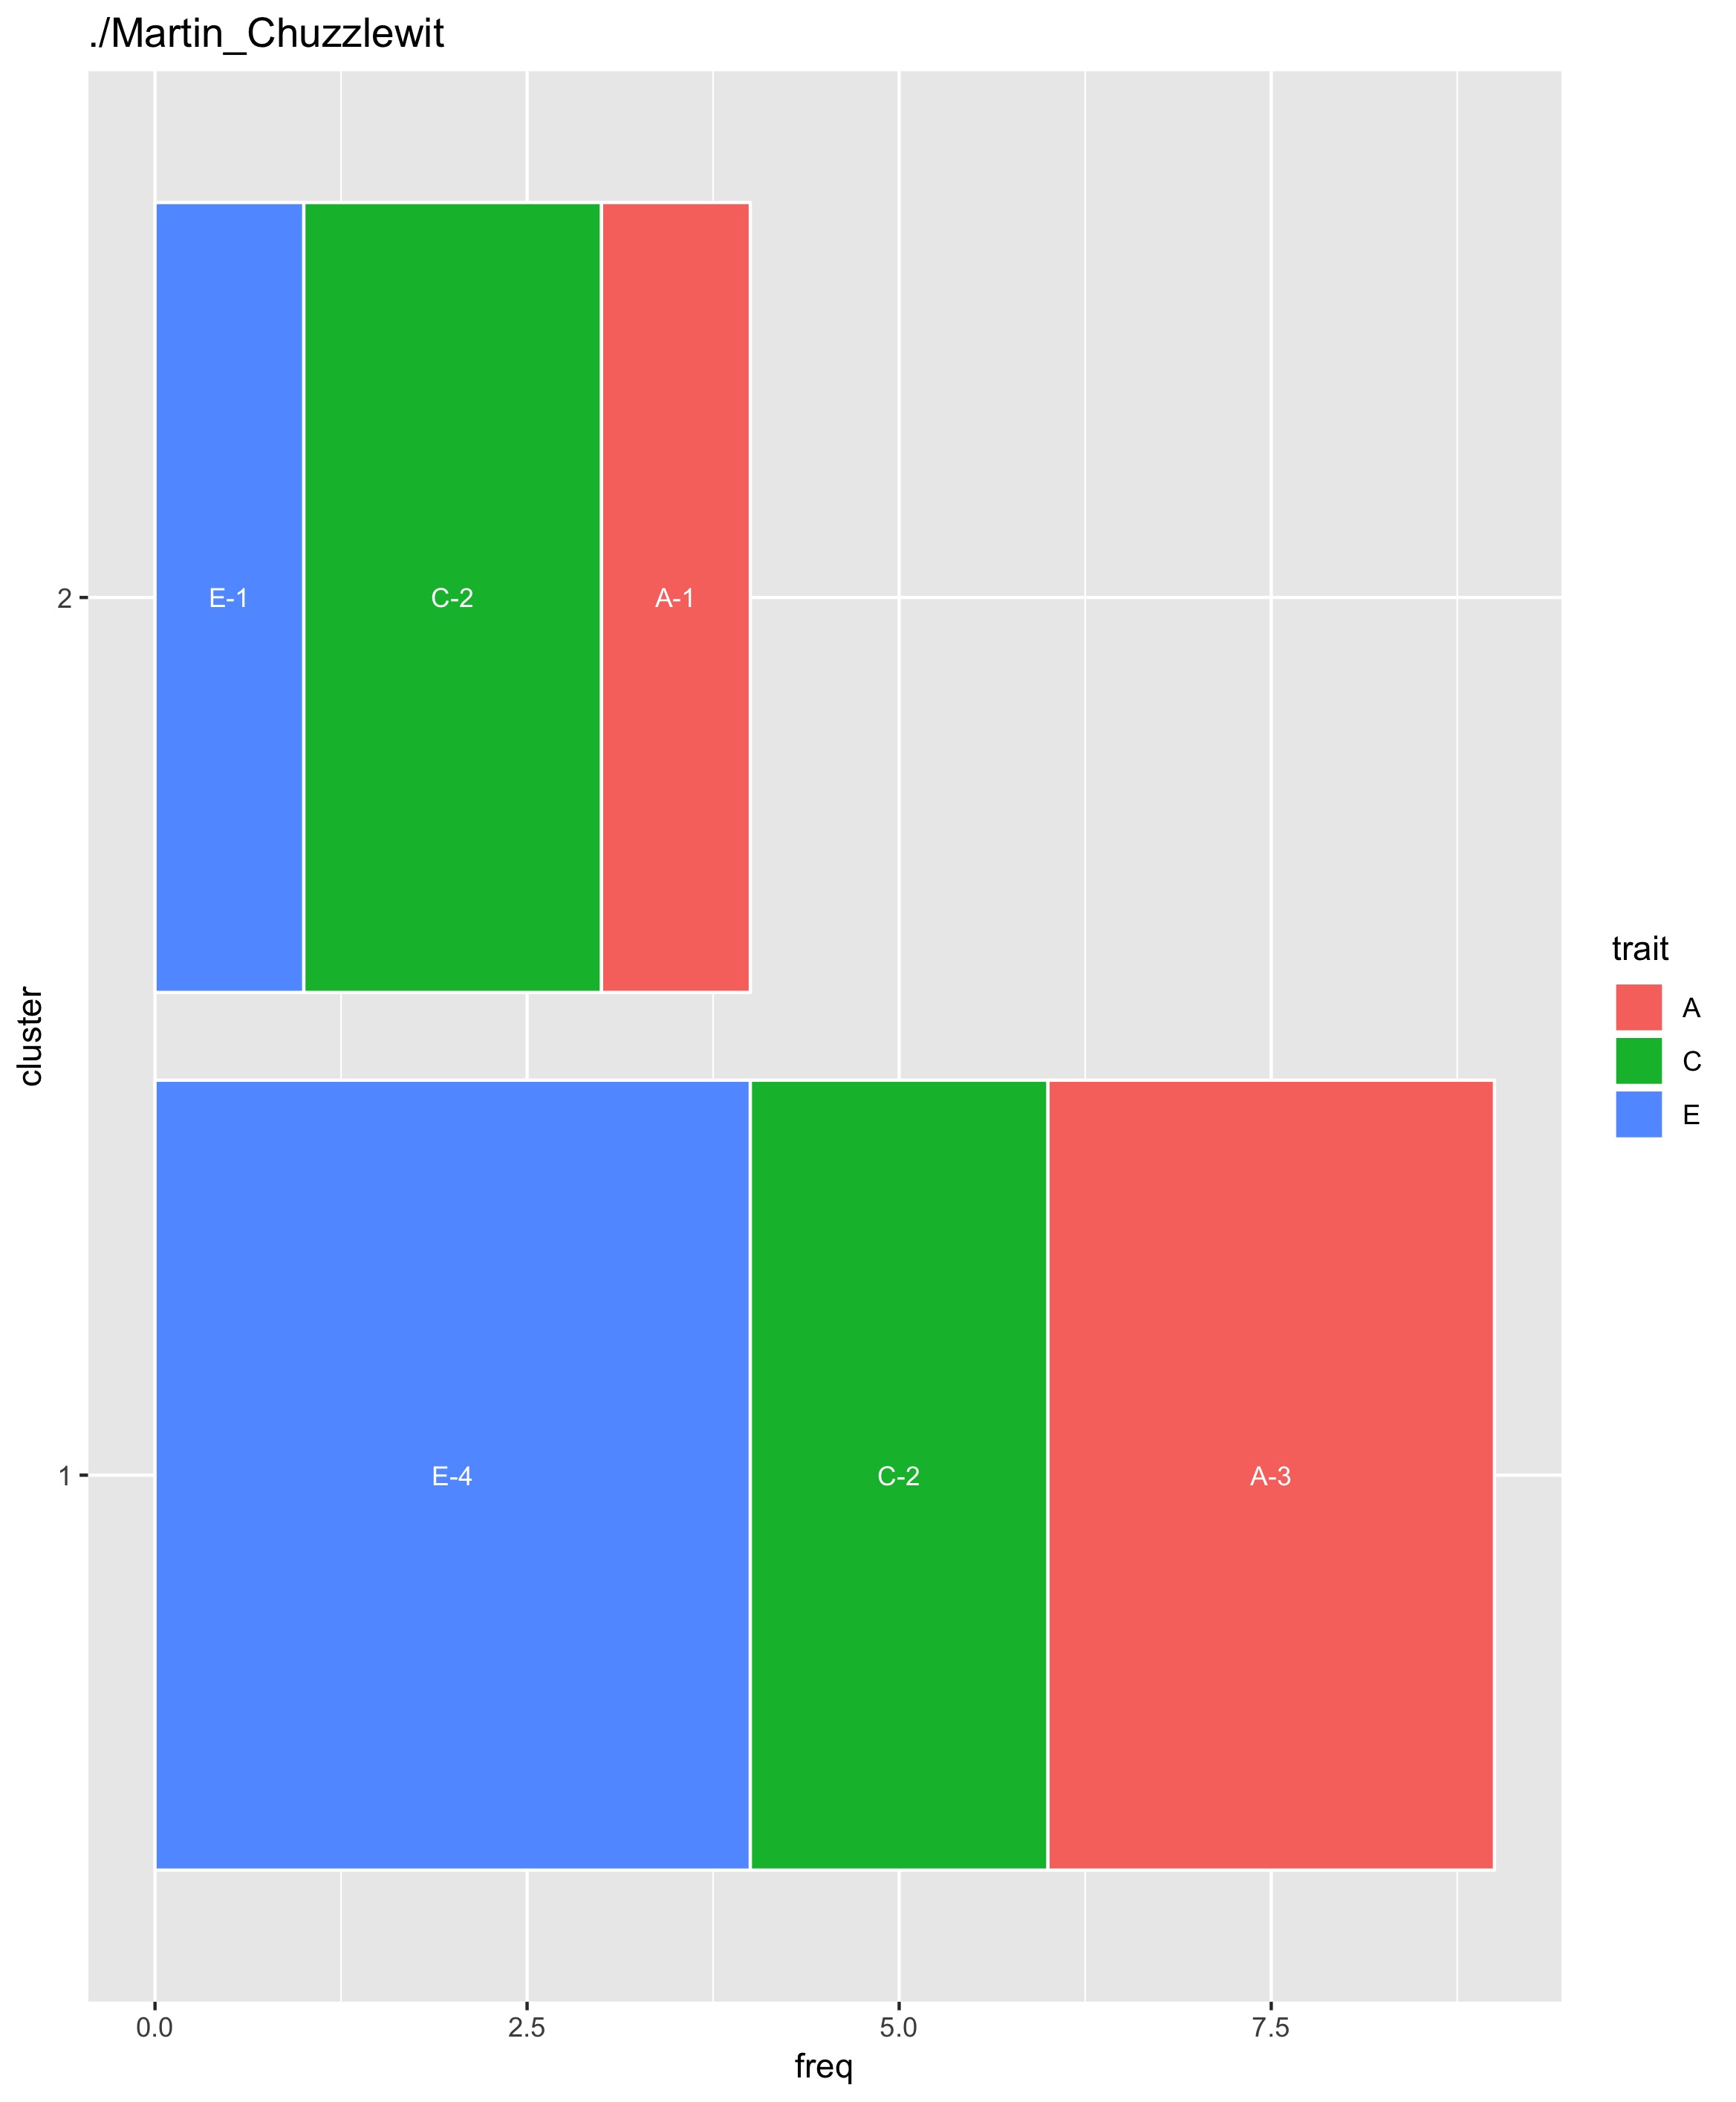 ./Martin_Chuzzlewit
cluster
2
E-1
C-2
A-1
1
E-4
C-2
A-3
0.0
2.5
5.0
7.5
freq
trait
A
C
E